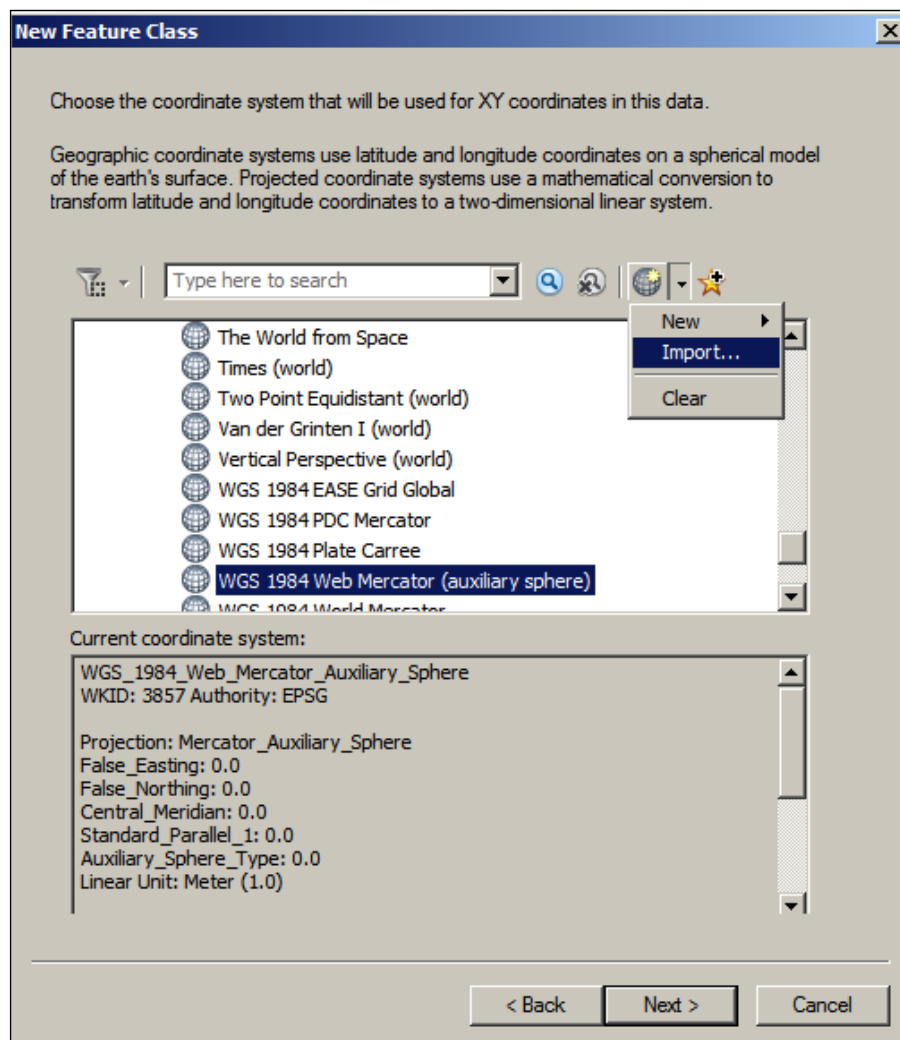 New Feature Class
Choose the coordinate system that will be used for XY coordinates in this data.
Geographic coordinate systems use latitude and longitude coordinates on a spherical model
of the earth's surface. Projected coordinate systems use a mathematical conversion to
transform latitude and longitude coordinates to a two-dimensional linear system.
Type here to search
New
Import...
Clear
The World from Space
Times (world)
Two Point Equidistant (world)
Van der Grinten I (world)
Vertical Perspective (world)
WGS 1984 EASE Grid Global
WGS 1984 PDC Mercator
WGS 1984 Plate Carree
WGS 1984 Web Mercator (auxiliary sphere)
WGS 1984 World Mercator
Current coordinate system:
WGS_1984_Web_Mercator_Auxiliary_Sphere
WKID: 3857 Authority: EPSG
Projection: Mercator_Auxiliary_Sphere
False_Easting: 0.0
False_Northing: 0.0
Central_Meridian: 0.0
Standard_Parallel_1: 0.0
Auxiliary_Sphere_Type: 0.0
Linear Unit: Meter (1.0)
< Back
Next >
Cancel